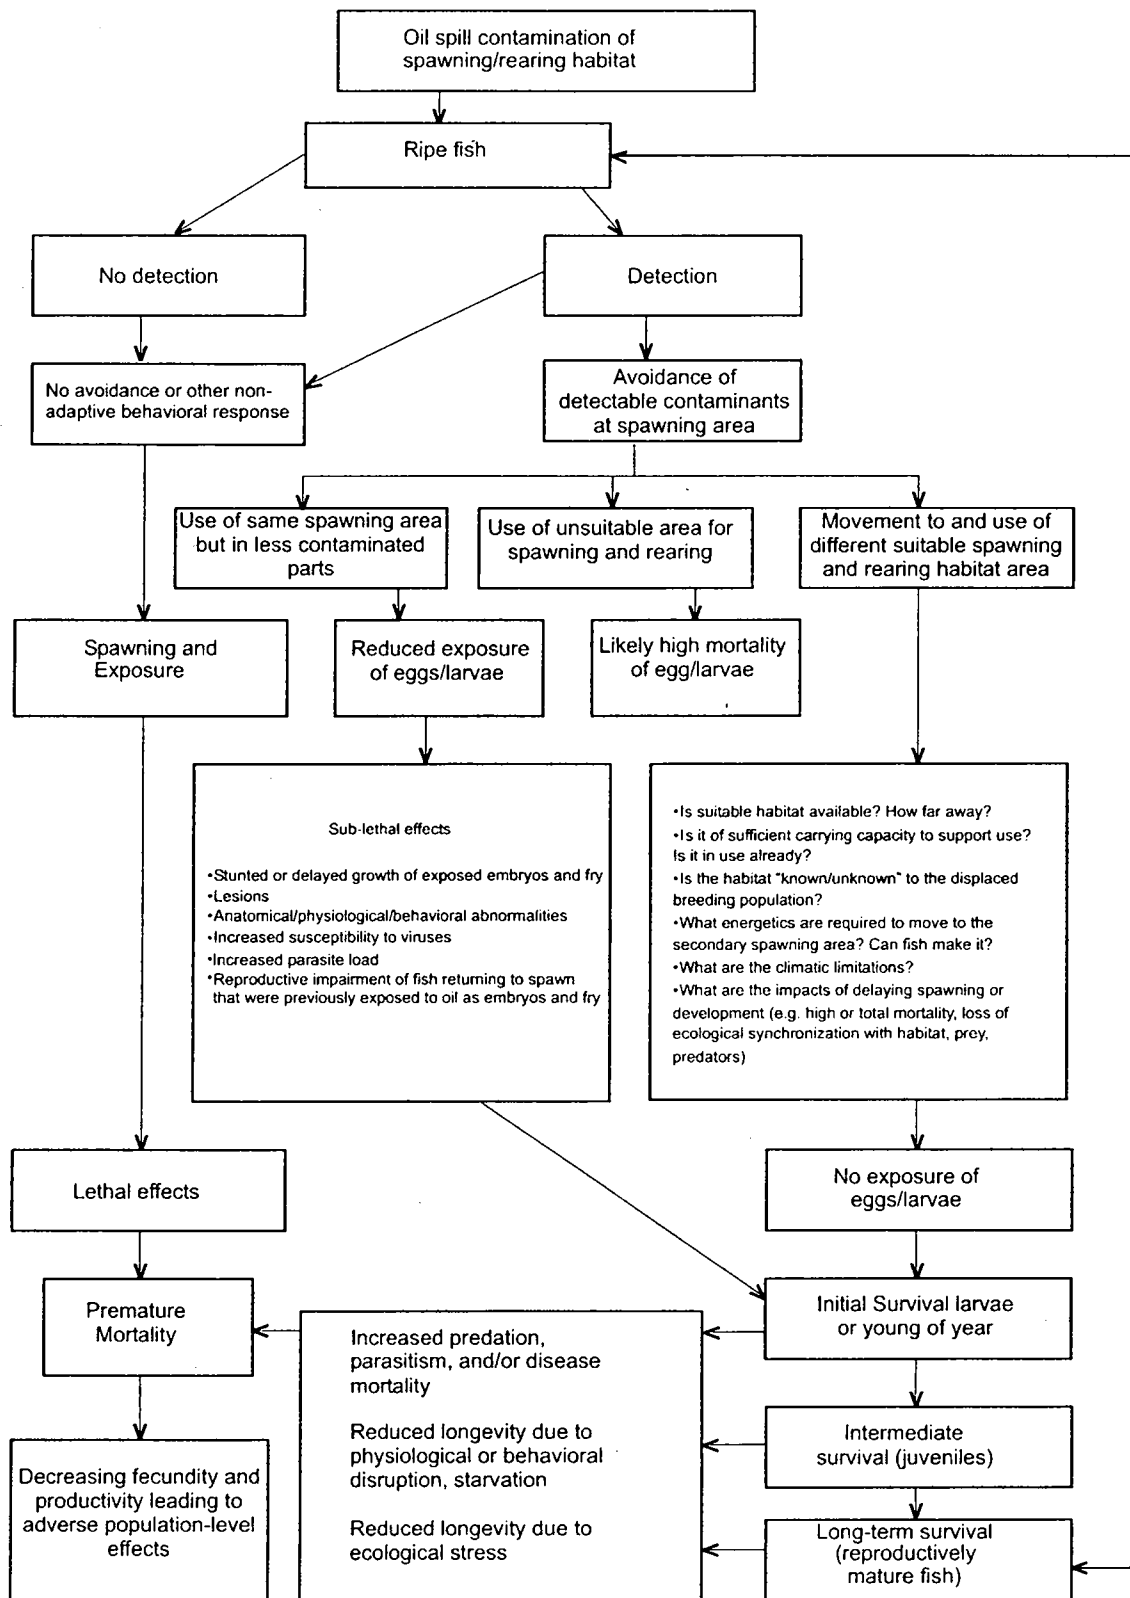 Oil spill contamination of
spawning/rearing habitat
Ripe fish
No detection
Detection
No avoidance or other non-
adaptive behavioral response
Avoidance of
detectable contaminants
at spawning area
Use of same spawning area
but in less contaminated
parts
Use of unsuitable area for
spawning and rearing
Movement to and use of
different suitable spawning
and rearing habitat area
Spawning and
Exposure
Reduced exposure
of eggs/larvae
Likely high mortality
of egg/larvae
Sub-lethal effects
•Stunted or delayed growth of exposed embryos and fry
•Lesions
•Anatomical/physiological/behavioral abnormalities
•Increased susceptibility to viruses
•Increased parasite load
•Reproductive impairment of fish returning to spawn
that were previously exposed to oil as embryos and fry
•Is suitable habitat available? How far away?
•Is it of sufficient carrying capacity to support use?
Is it in use already?
•Is the habitat "known/unknown" to the displaced
breeding population?
•What energetics are required to move to the
secondary spawning area? Can fish make it?
•What are the climatic limitations?
•What are the impacts of delaying spawning or
development (e.g. high or total mortality, loss of
ecological synchronization with habitat, prey,
predators)
Lethal effects
No exposure of
eggs/larvae
Premature
Mortality
Increased predation,
parasitism, and/or disease
mortality
Reduced longevity due to
physiological or behavioral
disruption, starvation
Reduced longevity due to
ecological stress
Initial Survival larvae
or young of year
Intermediate
survival (juveniles)
Long-term survival
(reproductively
mature fish)
Decreasing fecundity and
productivity leading to
adverse population-level
effects